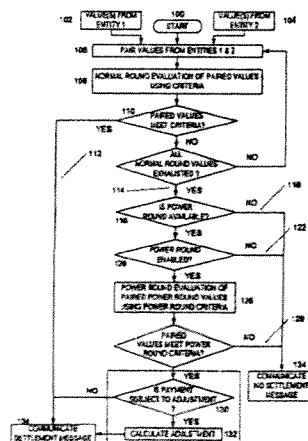 102
VALUE(S) FROM
ENTITY 1
100
START
VALUE(S) FROM
ENTITY 2
104
106
PAIR VALUES FROM ENTITIES 1 & 2
108
NORMAL ROUND EVALUATION OF PAIRED VALUES
USING CRITERIA
110
PAIRED VALUES
MEET CRITERIA?
YES
NO
112
ALL
NORMAL ROUND VALUES
EXHAUSTED ?
NO
114
YES
118
IS POWER
ROUND AVAILABLE?
NO
116
YES
122
POWER ROUND
ENABLED?
NO
YES
POWER ROUND EVALUATION OF
PAIRED POWER ROUND VALUES
USING POWER ROUND CRITERIA
126
PAIRED
VALUES MEET POWER
ROUND CRITERIA?
NO
YES
124
COMMUNICATE
NO SETTLEMENT
MESSAGE
NO
IS PAYMENT
SUBJECT TO ADJUSTMENT
?
130
YES
COMMUNICATE
SETTLEMENT
MESSAGE
CALCULATE ADJUSTMENT
132